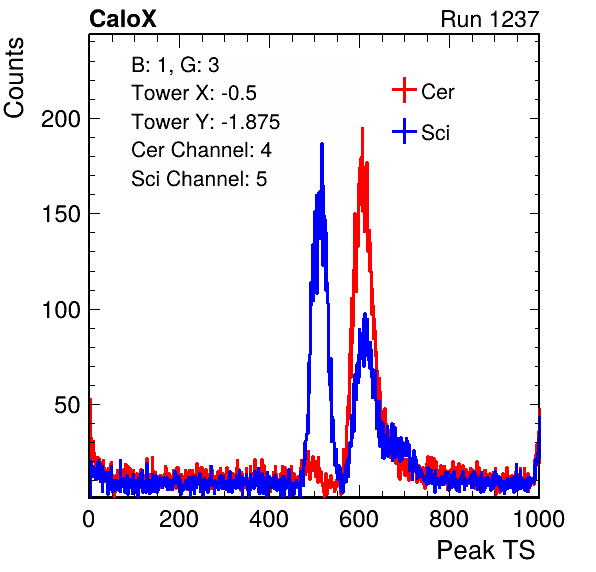 CaloX Run 1237
Counts
B: 1, G: 3
Tower X: -0.5
Tower Y: -1.875
Cer Channel: 4
Sci Channel: 5
Cer
Sci
200
150
100
50
0 200 400 600 800 1000
Peak TS